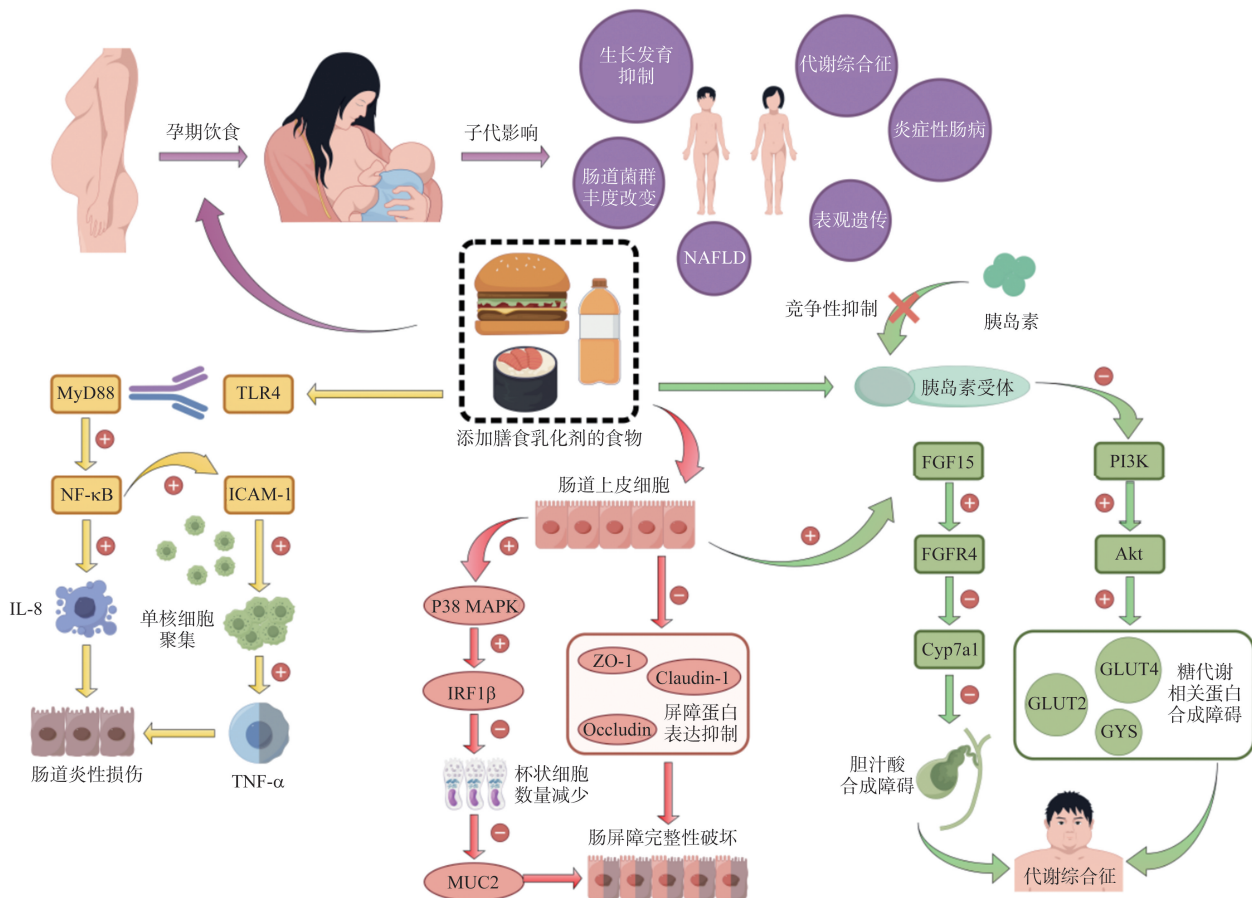 孕期饮食
子代影响
生长发育
抑制
代谢综合征
炎症性肠病
肠道菌群
丰度改变
表观遗传
NAFLD
竞争性抑制
胰岛素
胰岛素受体
添加膳食乳化剂的食物
MyD88
TLR4
+
NF-κB
+
ICAM-1
+
+
IL-8
单核细胞
聚集
+
肠道炎性损伤
TNF-α
肠道上皮细胞
+
−
+
P38 MAPK
+
IRF1β
−
杯状细胞
数量减少
−
MUC2
ZO-1
Claudin-1
Occludin
屏障蛋白
表达抑制
肠屏障完整性破坏
FGF15
+
FGFR4
−
Cyp7a1
−
胆汁酸
合成障碍
−
PI3K
+
Akt
+
GLUT4
GLUT2
GYS
糖代谢
相关蛋白
合成障碍
代谢综合征